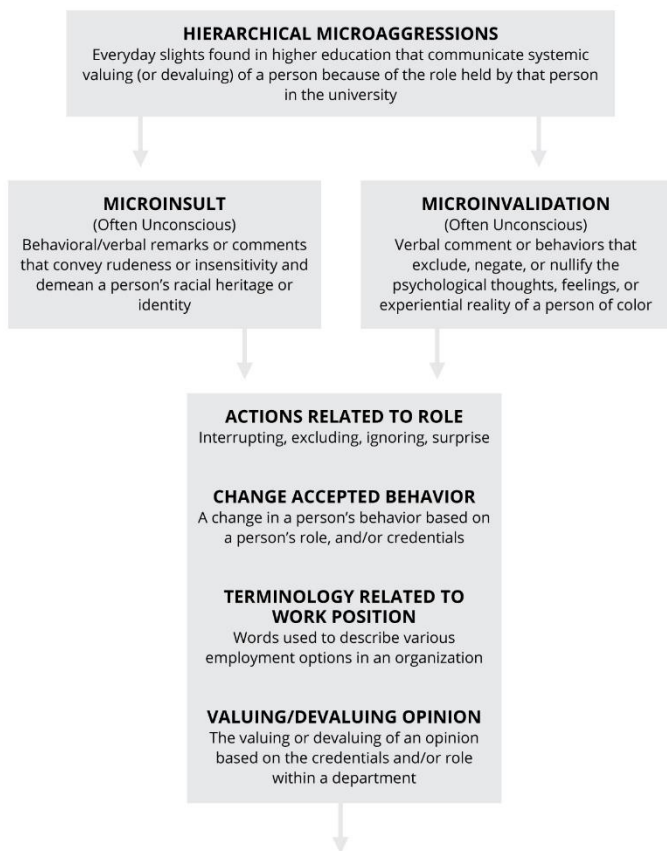 HIERARCHICAL MICROAGGRESSIONS
Everyday slights found in higher education that communicate systemic
valuing (or devaluing) of a person because of the role held by that person
in the university
MICROINSULT
(Often Unconscious)
Behavioral/verbal remarks or comments
that convey rudeness or insensitivity and
demean a person's racial heritage or
identity
MICROINVALIDATION
(Often Unconscious)
Verbal comment or behaviors that
exclude, negate, or nullify the
psychological thoughts, feelings, or
experiential reality of a person of color
ACTIONS RELATED TO ROLE
Interrupting, excluding, ignoring, surprise
CHANGE ACCEPTED BEHAVIOR
A change in a person's behavior based on
a person's role, and/or credentials
TERMINOLOGY RELATED TO
WORK POSITION
Words used to describe various
employment options in an organization
VALUING/DEVALUING OPINION
The valuing or devaluing of an opinion
based on the credentials and/or role
within a department